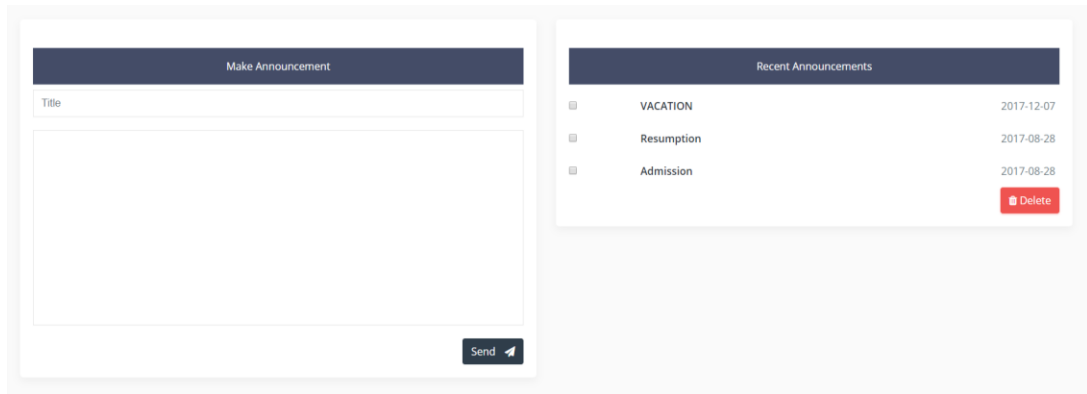 Make Announcement
Title
Send
Recent Announcements
VACATION 2017-12-07
Resumption 2017-08-28
Admission 2017-08-28
Delete